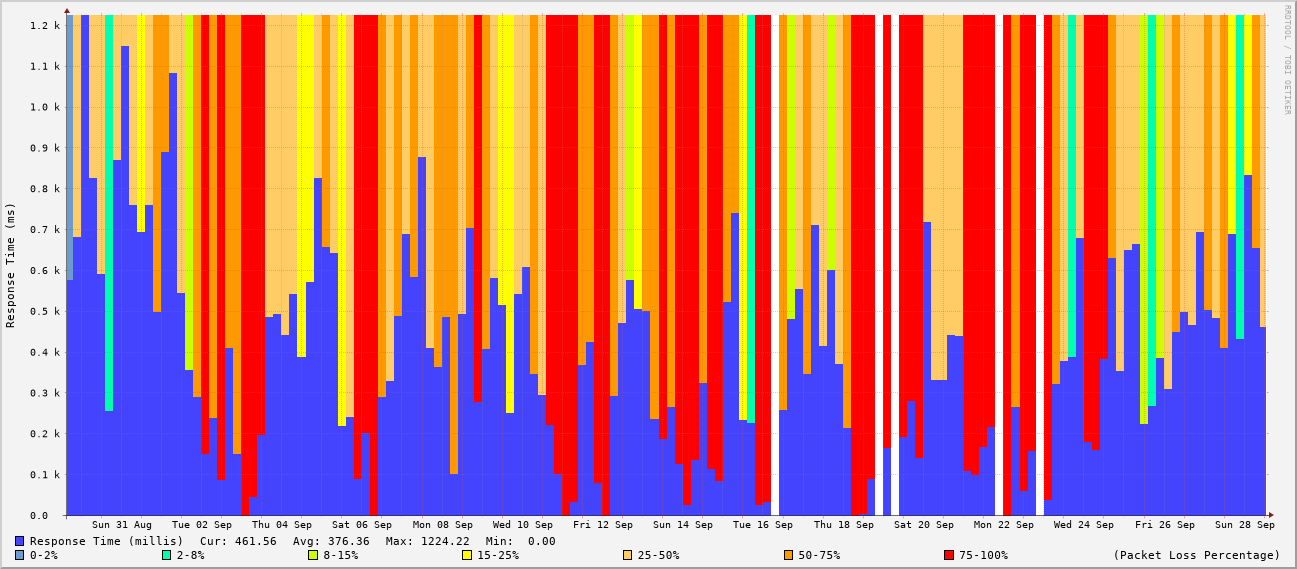 RRDTOOL / TOBI OETIKER
Response Time (ms)
1.2 k
1.1 k
1.0 k
0.9 k
0.8 k
0.7 k
0.6 k
0.5 k
0.4 k
0.3 k
0.2 k
0.1 k
0.0
Sun 31 Aug Tue 02 Sep Thu 04 Sep Sat 06 Sep Mon 08 Sep Wed 10 Sep Fri 12 Sep Sun 14 Sep Tue 16 Sep Thu 18 Sep Sat 20 Sep Mon 22 Sep Wed 24 Sep Fri 26 Sep Sun 28 Sep
Response Time (millis) Cur: 461.56 Avg: 376.36 Max: 1224.22 Min: 0.00
0-2% 2-8% 8-15% 15-25% 25-50% 50-75% 75-100% (Packet Loss Percentage)